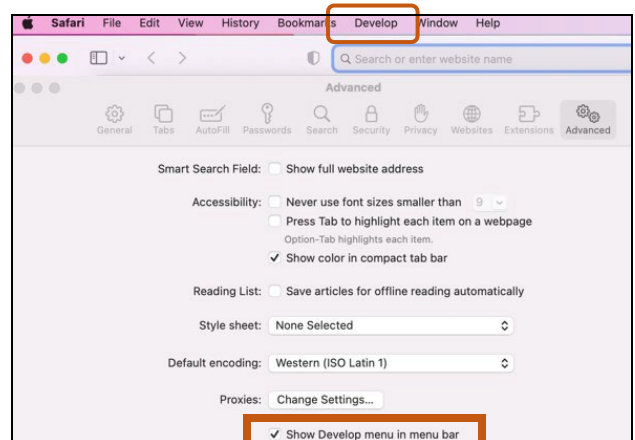 Safari File Edit View History Bookmarks Develop Window Help
Search or enter website name
Advanced
General Tabs AutoFill Passwords Search Security Privacy Websites Extensions Advanced
Smart Search Field: Show full website address
Accessibility: Never use font sizes smaller than 9
Press Tab to highlight each item on a webpage
Option-Tab highlights each item.
Show color in compact tab bar
Reading List: Save articles for offline reading automatically
Style sheet: None Selected
Default encoding: Western (ISO Latin 1)
Proxies: Change Settings...
Show Develop menu in menu bar